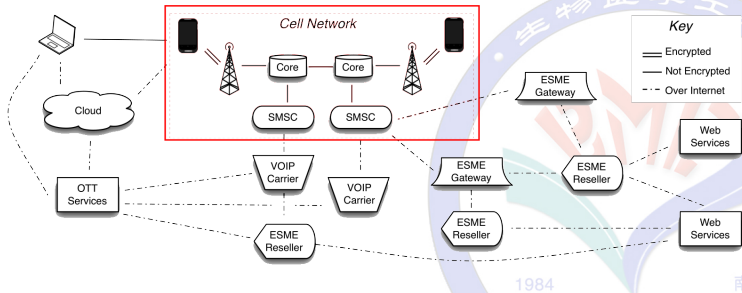 Cell Network
Key
Encrypted
Not Encrypted
Over Internet
Core
Core
SMSC
SMSC
ESME
Gateway
Cloud
Web
Services
OTT
Services
VOIP
Carrier
VOIP
Carrier
ESME
Gateway
ESME
Reseller
ESME
Reseller
ESME
Reseller
Web
Services
1984